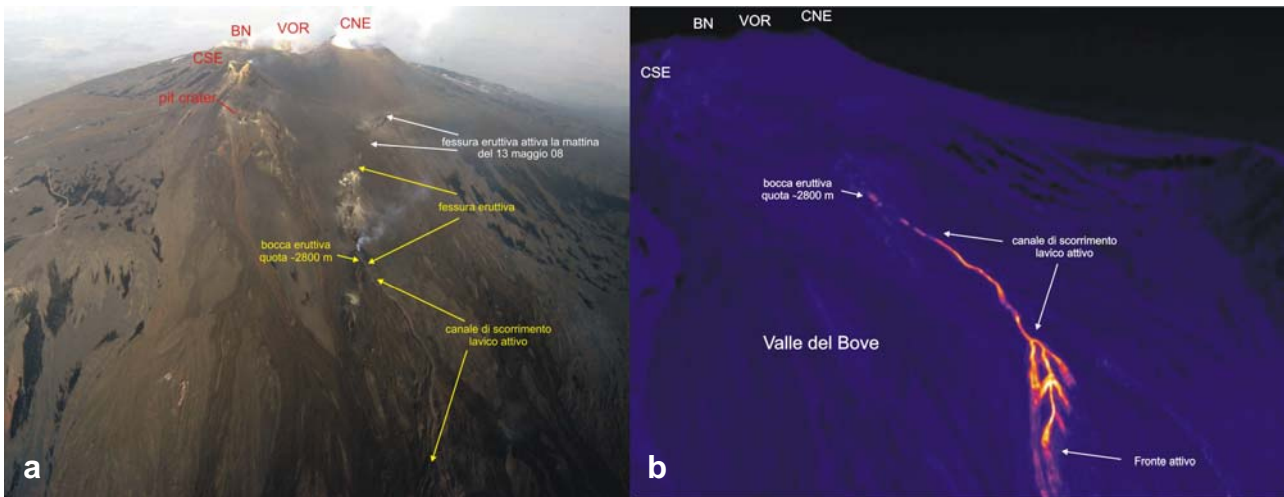 BN
VOR
CNE
CSE
pit crater
fessura eruttiva attiva la mattina
del 13 maggio 08
fessura eruttiva
bocca eruttiva
quota ~2800 m
canale di scorrimento
lavico attivo
a
BN
VOR
CNE
CSE
bocca eruttiva
quota ~2800 m
canale di scorrimento
lavico attivo
Valle del Bove
Fronte attivo
b